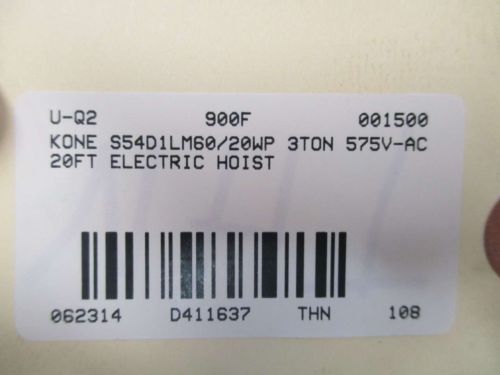 U-Q2 900F 001500
KONE S54D1LM60/20WP 3TON 575V-AC
20FT ELECTRIC HOIST
062314 D411637 THN 108